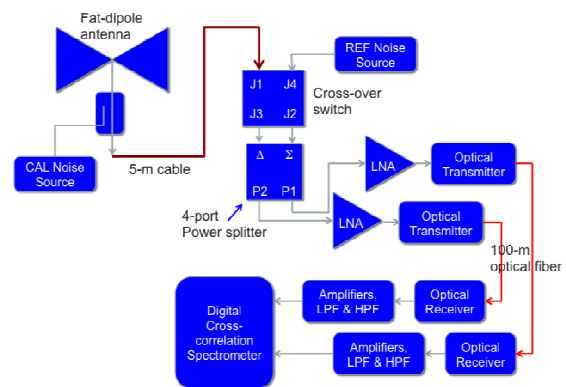 Fat-dipole
antenna
REF Noise
Source
J1 J4
J3 J2
Cross-over
switch
CAL Noise
Source
5-m cable
Δ Σ
P2 P1
4-port
Power splitter
LNA
Optical
Transmitter
LNA
Optical
Transmitter
100-m
optical fiber
Digital
Cross-
correlation
Spectrometer
Amplifiers,
LPF & HPF
Optical
Receiver
Amplifiers,
LPF & HPF
Optical
Receiver